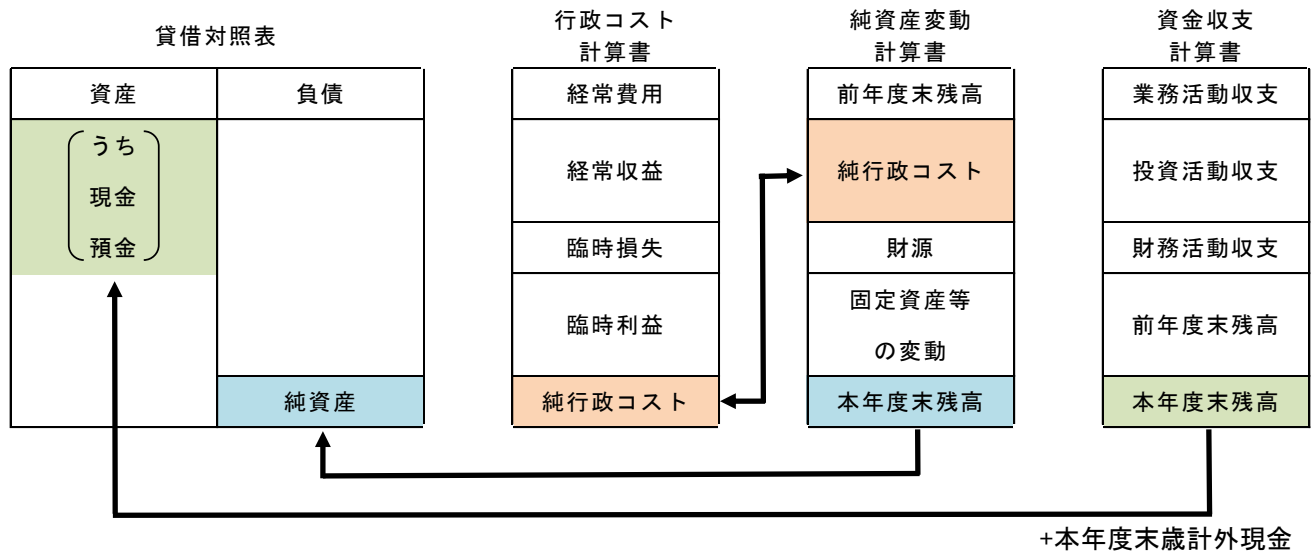 貸借対照表
資産
負債
うち
現金
預金
純資産
行政コスト
計算書
経常費用
経常収益
臨時損失
臨時利益
純行政コスト
純資産変動
計算書
前年度末残高
純行政コスト
財源
固定資産等
の変動
本年度末残高
資金収支
計算書
業務活動収支
投資活動収支
財務活動収支
前年度末残高
本年度末残高
+本年度末歳計外現金